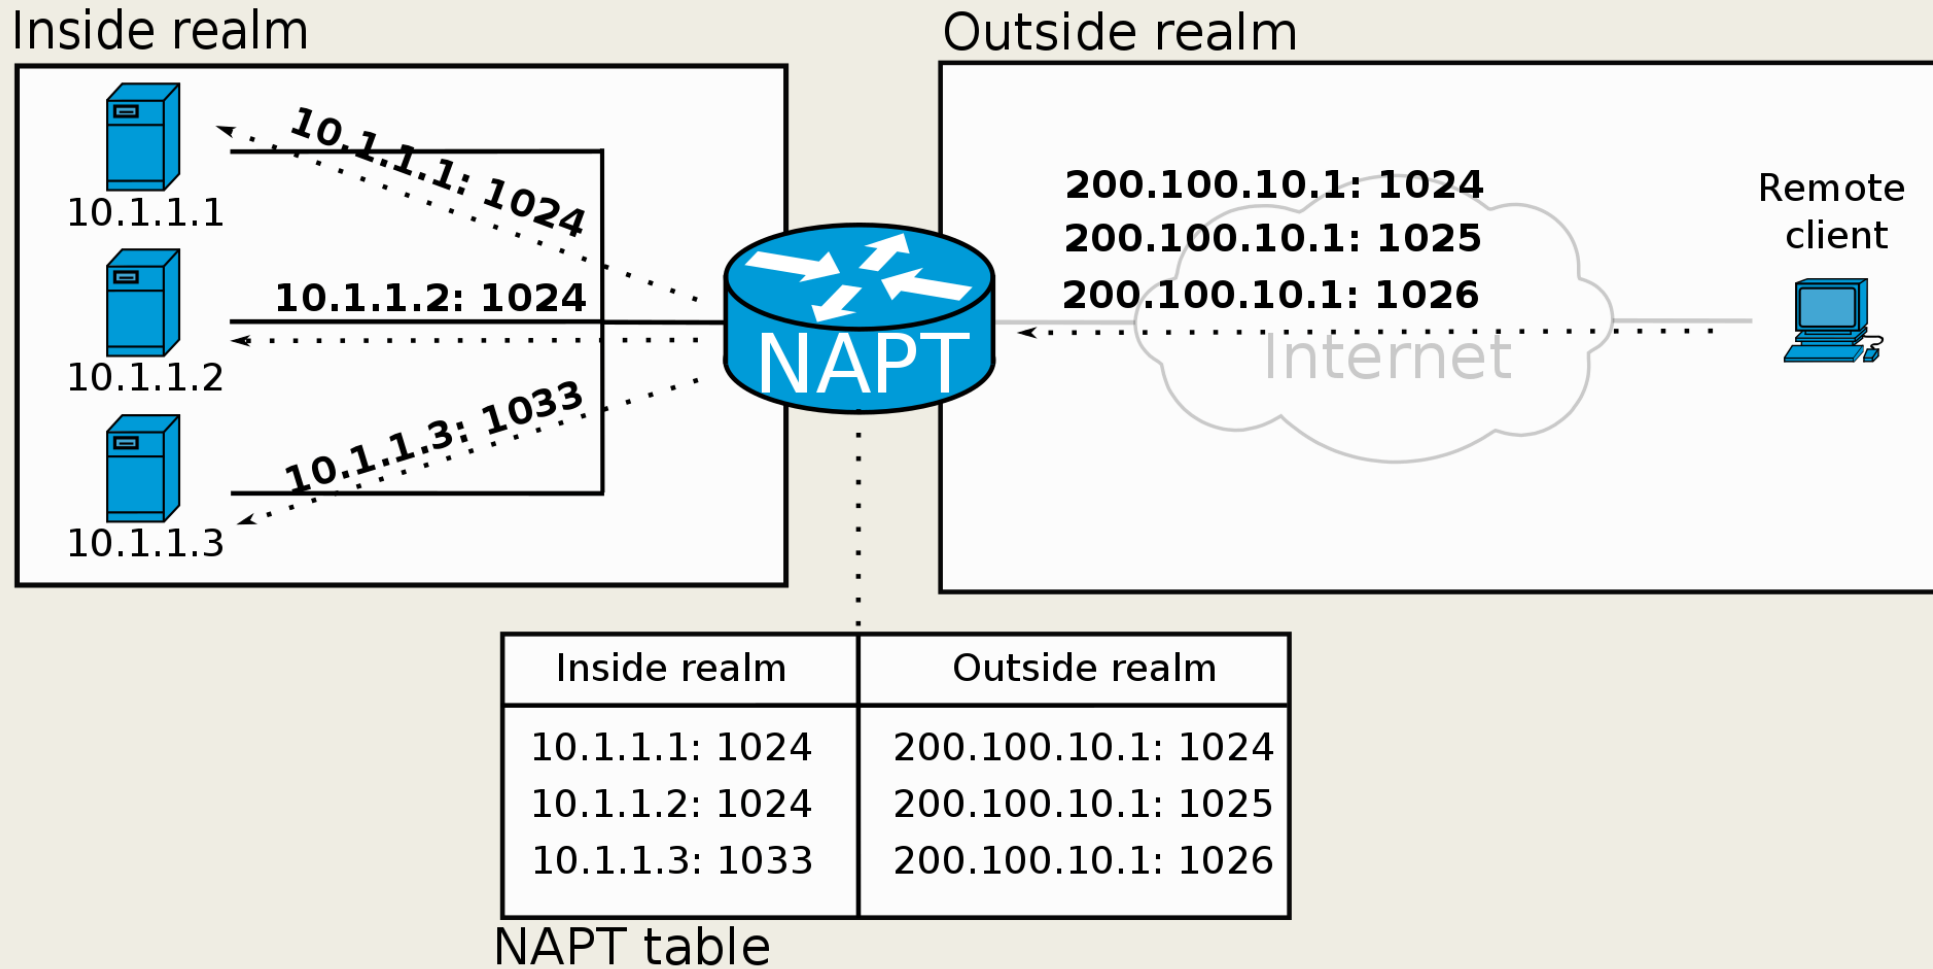 Inside realm
10.1.1.1
10.1.1.2
10.1.1.3
10.1.1.1: 1024
10.1.1.2: 1024
10.1.1.3: 1033
NAPT
Outside realm
200.100.10.1: 1024
200.100.10.1: 1025
200.100.10.1: 1026
Internet
Remote
client
Inside realm Outside realm
10.1.1.1: 1024 200.100.10.1: 1024
10.1.1.2: 1024 200.100.10.1: 1025
10.1.1.3: 1033 200.100.10.1: 1026
NAPT table